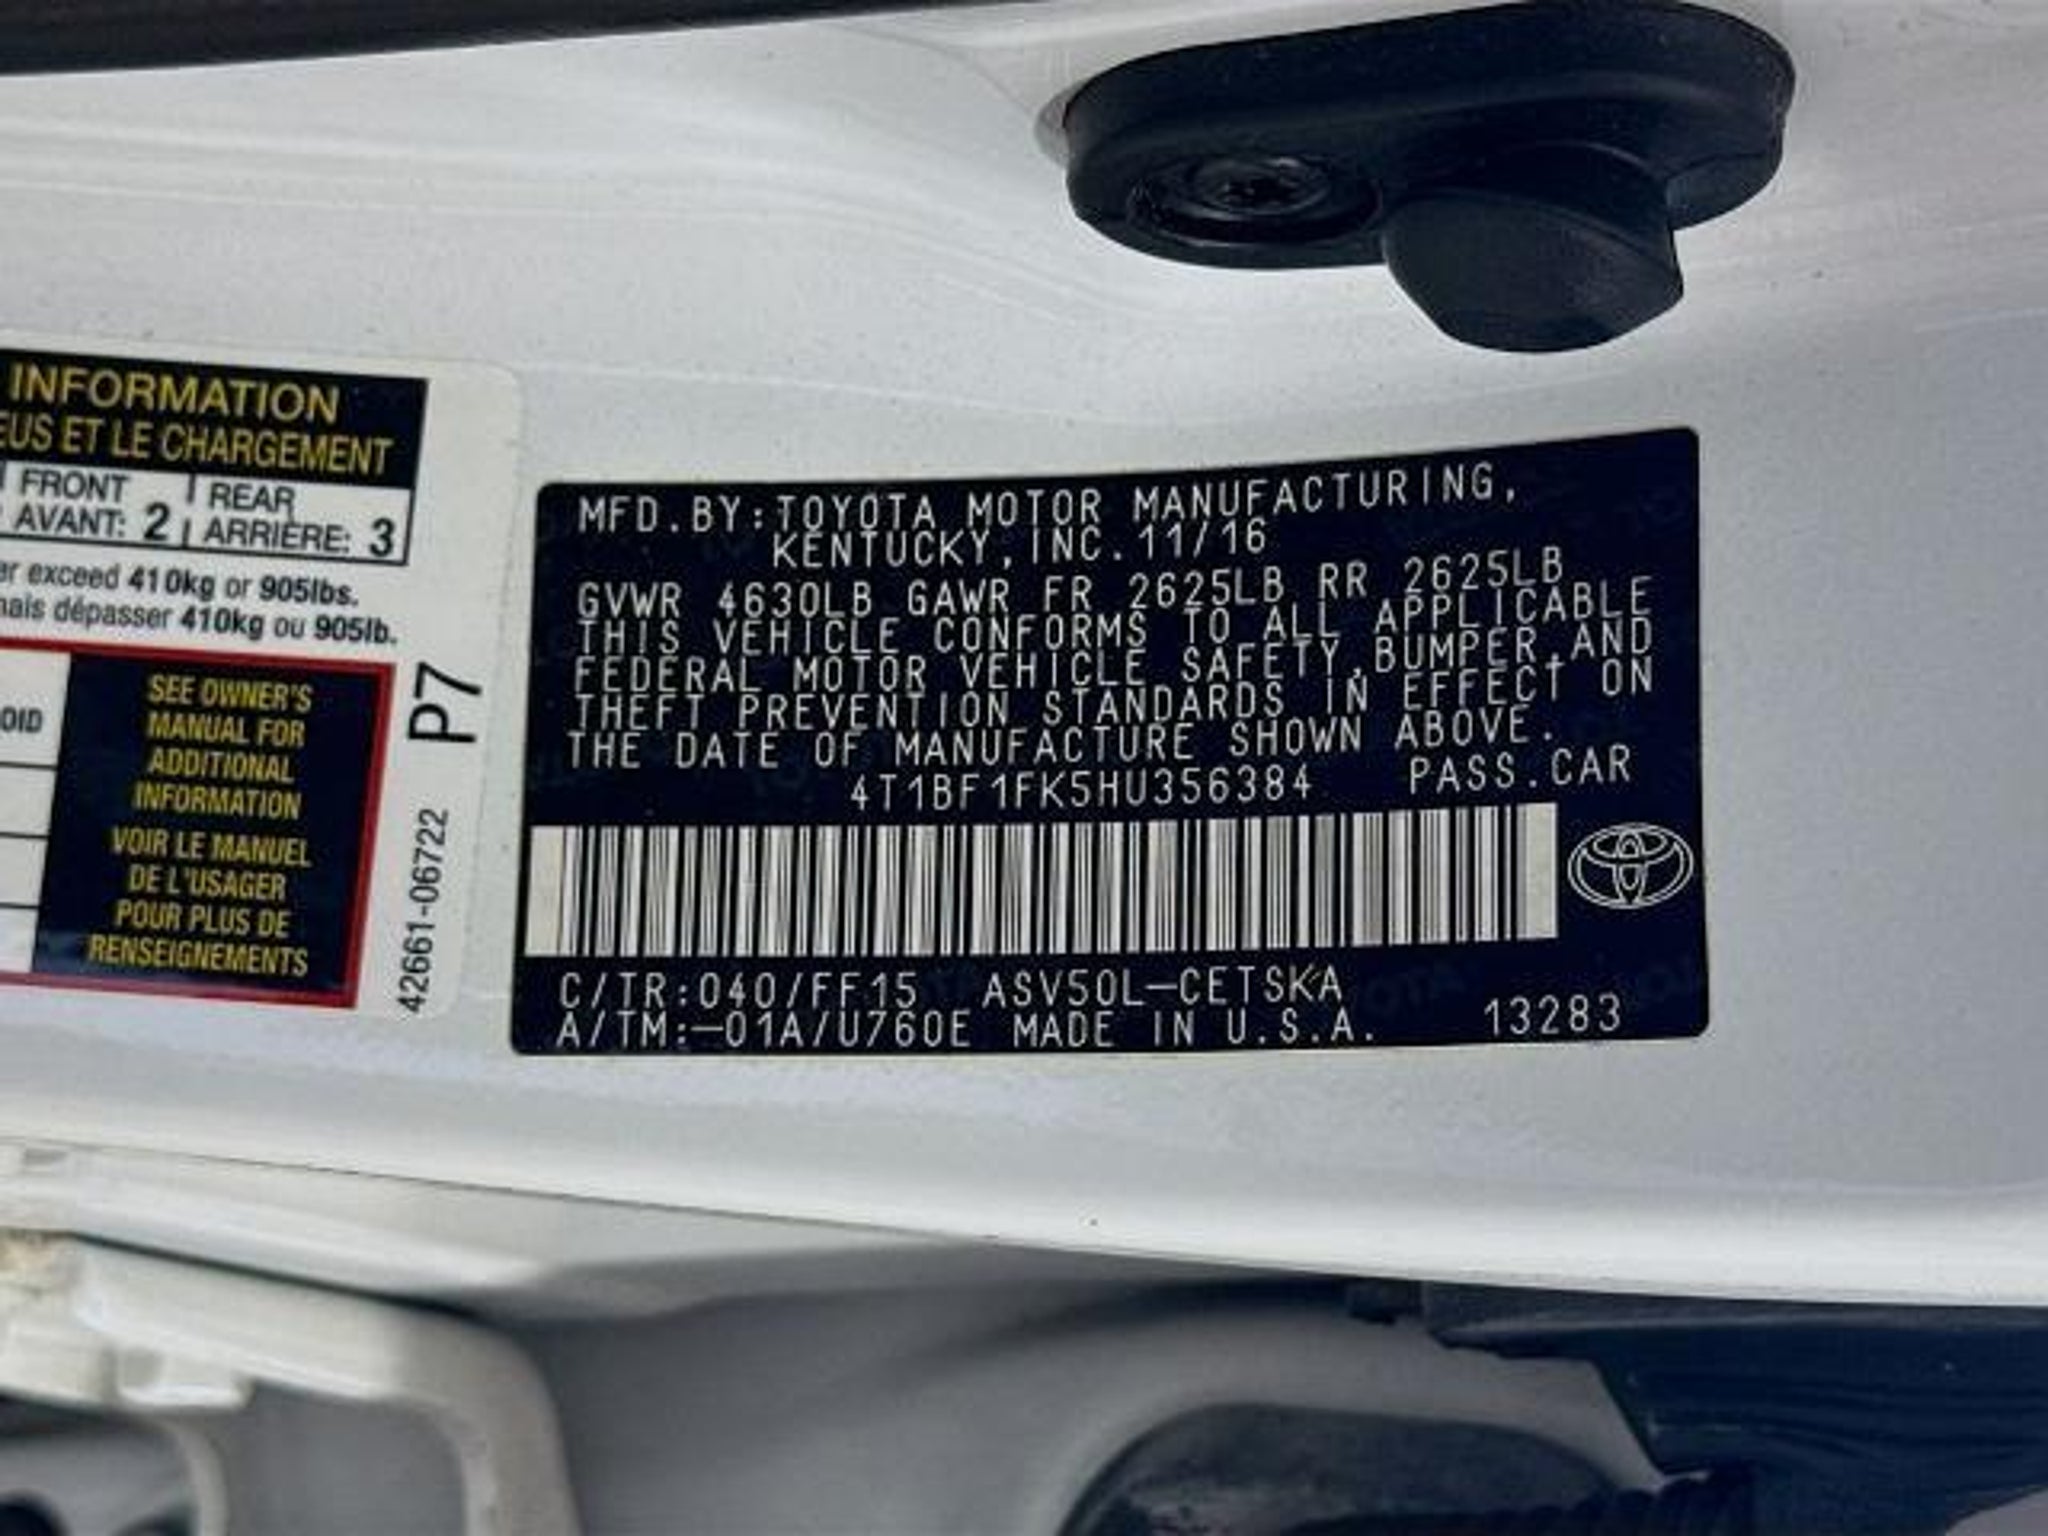 INFORMATION
EUS ET LE CHARGEMENT
FRONT REAR
AVANT: 2 ARRIÈRE: 3
er exceed 410kg or 905lbs.
mais dépasser 410kg ou 905lb.
OID
SEE OWNER'S
MANUAL FOR
ADDITIONAL
INFORMATION
VOIR LE MANUEL
DE L'USAGER
POUR PLUS DE
RENSEIGNEMENTS
P7
42661-06722
MFD.BY:TOYOTA MOTOR MANUFACTURING,
KENTUCKY,INC.11/16
GVWR 4630LB GAWR FR 2625LB RR 2625LB
THIS VEHICLE CONFORMS TO ALL APPLICABLE
FEDERAL MOTOR VEHICLE SAFETY,BUMPER,AND
THEFT PREVENTION STANDARDS IN EFFECT ON
THE DATE OF MANUFACTURE SHOWN ABOVE.
4T1BF1FK5HU356384 PASS.CAR
C/TR:040/FF15 ASV50L-CETSKA
A/TM:-01A/U760E MADE IN U.S.A. 13283